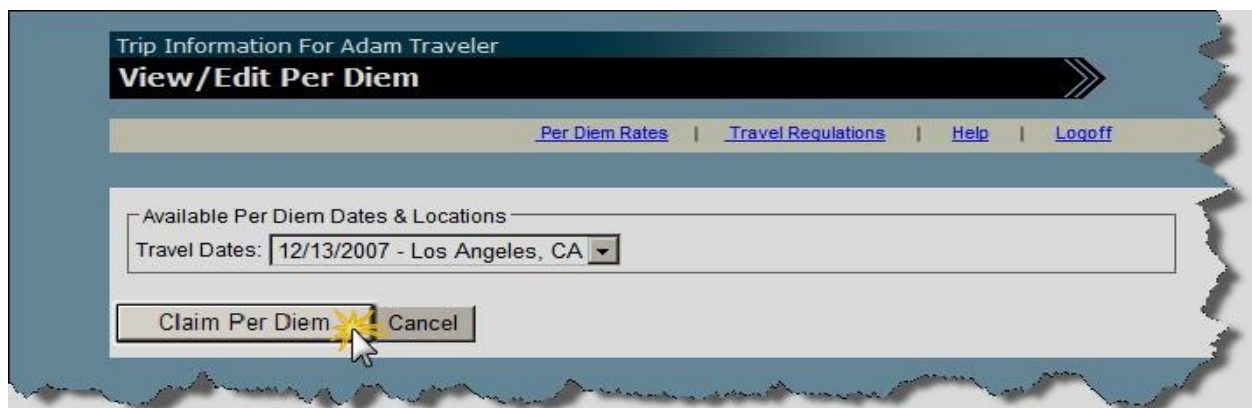 Trip Information For Adam Traveler
View/Edit Per Diem
Per Diem Rates | Travel Regulations | Help | Logoff
Available Per Diem Dates & Locations
Travel Dates: 12/13/2007 - Los Angeles, CA
Claim Per Diem Cancel